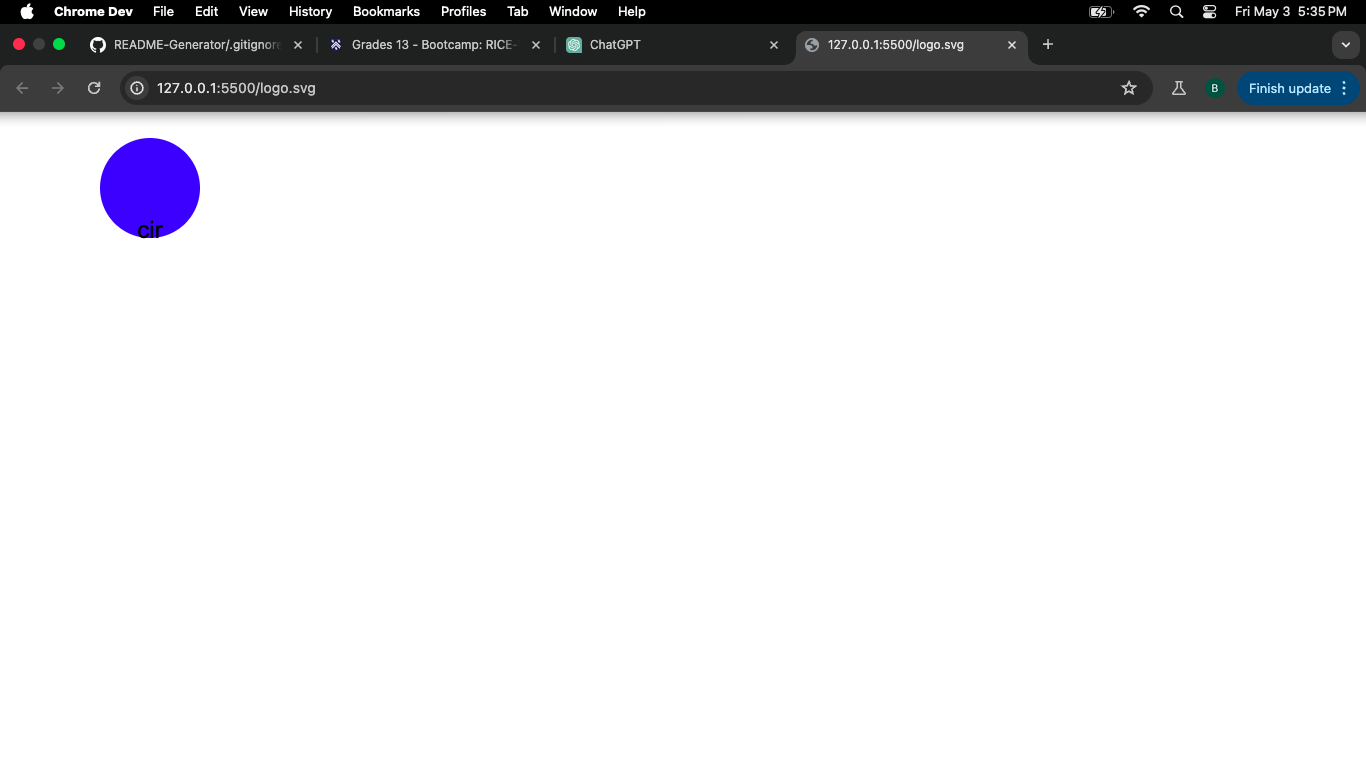 Chrome Dev File Edit View History Bookmarks Profiles Tab Window Help Fri May 3 5:35 PM
README-Generator/.gitignore Grades 13 - Bootcamp: RICE- ChatGPT 127.0.0.1:5500/logo.svg
127.0.0.1:5500/logo.svg B Finish update
cir